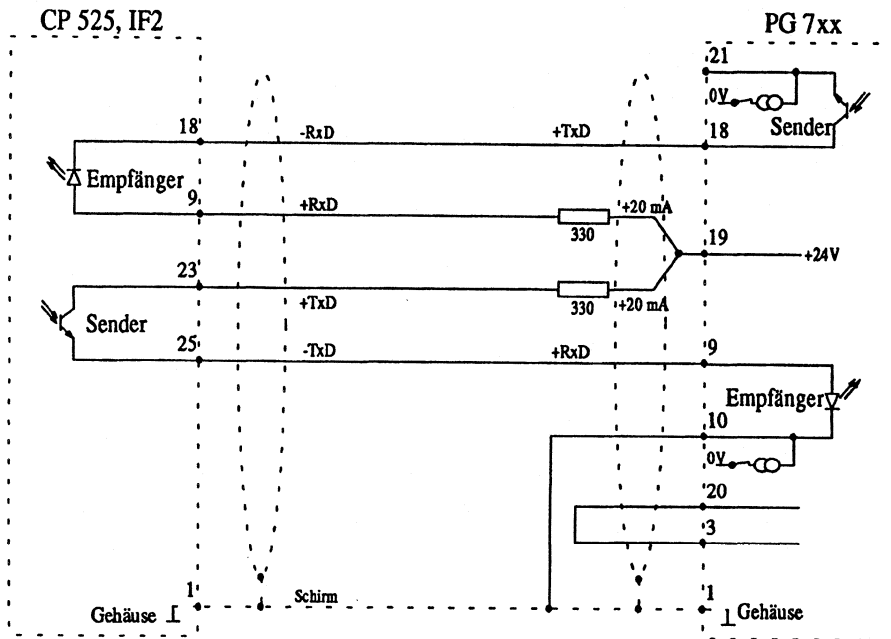 CP 525, IF2
PG 7xx
21
0V
Sender
18
-RxD
+TxD
18
Empfänger
9
+RxD
330
+20 mA
19
+24V
23
+TxD
330
+20 mA
Sender
25
-TxD
+RxD
9
Empfänger
10
0V
20
3
1
Schirm
1
Gehäuse
Gehäuse